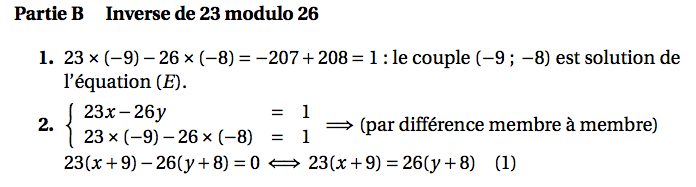 Partie B Inverse de 23 modulo 26
1. 23 × (−9) − 26 × (−8) = −207 + 208 = 1 : le couple (−9 ; −8) est solution de
l'équation (E).
2. { 23x − 26y = 1
23 × (−9) − 26 × (−8) = 1 ⟹ (par différence membre à membre)
23(x + 9) − 26(y + 8) = 0 ⟺ 23(x + 9) = 26(y + 8) (1)